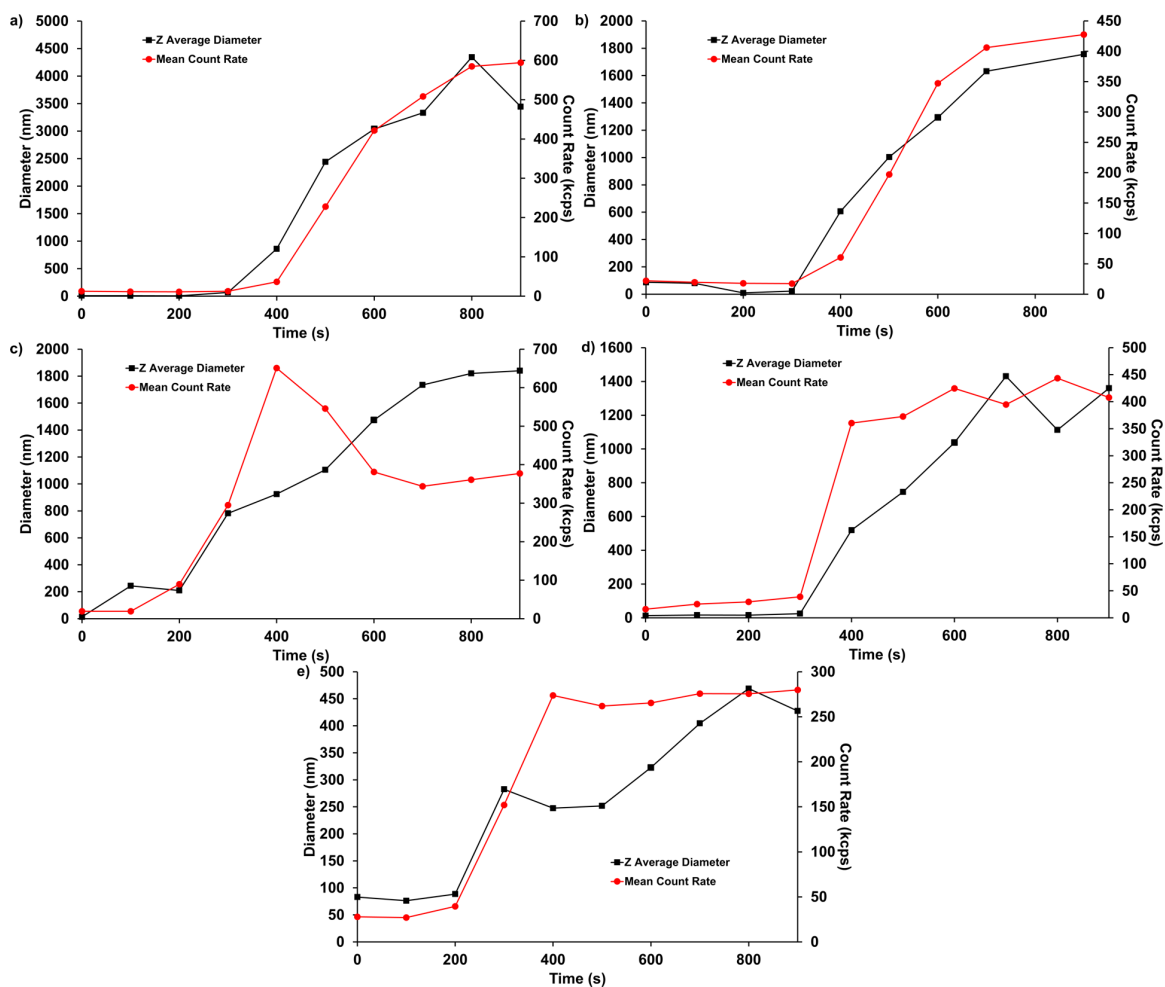 a)
5000
4500
4000
3500
3000
2500
2000
1500
1000
500
0
Diameter (nm)
Z Average Diameter
Mean Count Rate
700
600
500
400
300
200
100
0
Count Rate (kcps)
0 200 400 600 800
Time (s)
b)
2000
1800
1600
1400
1200
1000
800
600
400
200
0
Diameter (nm)
Z Average Diameter
Mean Count Rate
450
400
350
300
250
200
150
100
50
0
Count Rate (kcps)
0 200 400 600 800
Time (s)
c)
2000
1800
1600
1400
1200
1000
800
600
400
200
0
Diameter (nm)
Z Average Diameter
Mean Count Rate
700
600
500
400
300
200
100
0
Count Rate (kcps)
0 200 400 600 800
Time (s)
d)
1600
1400
1200
1000
800
600
400
200
0
Diameter (nm)
Z Average Diameter
Mean Count Rate
500
450
400
350
300
250
200
150
100
50
0
Count Rate (kcps)
0 200 400 600 800
Time (s)
e)
500
450
400
350
300
250
200
150
100
50
0
Diameter (nm)
Z Average Diameter
Mean Count Rate
300
250
200
150
100
50
0
Count Rate (kcps)
0 200 400 600 800
Time (s)